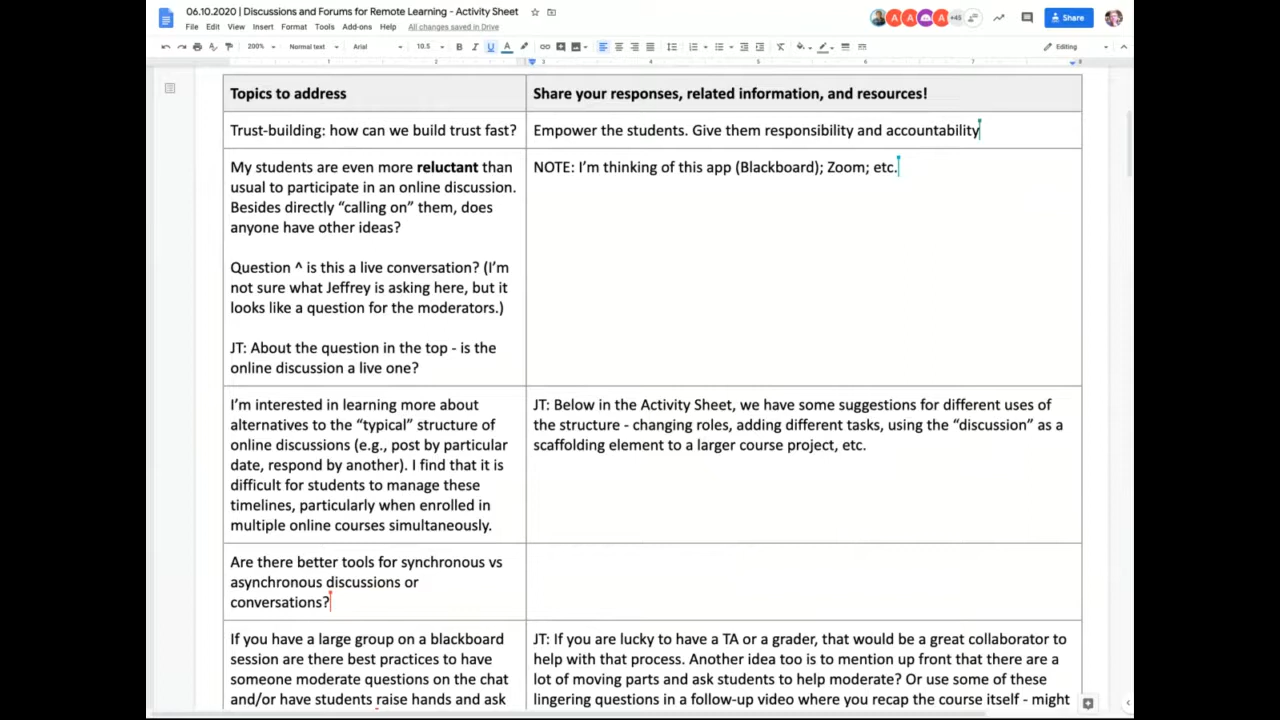 06.10.2020 | Discussions and Forums for Remote Learning - Activity Sheet
File Edit View Insert Format Tools Add-ons Help All changes saved in Drive
A A A +45 Share
200% Normal text Arial 10.5 B I U A Editing
1 2 3 4 5 6 7 8
Topics to address
Share your responses, related information, and resources!
Trust-building: how can we build trust fast?
Empower the students. Give them responsibility and accountability
My students are even more reluctant than
usual to participate in an online discussion.
Besides directly “calling on” them, does
anyone have other ideas?
Question ^ is this a live conversation? (I’m
not sure what Jeffrey is asking here, but it
looks like a question for the moderators.)
JT: About the question in the top - is the
online discussion a live one?
NOTE: I’m thinking of this app (Blackboard); Zoom; etc.
I’m interested in learning more about
alternatives to the “typical” structure of
online discussions (e.g., post by particular
date, respond by another). I find that it is
difficult for students to manage these
timelines, particularly when enrolled in
multiple online courses simultaneously.
JT: Below in the Activity Sheet, we have some suggestions for different uses of
the structure - changing roles, adding different tasks, using the “discussion” as a
scaffolding element to a larger course project, etc.
Are there better tools for synchronous vs
asynchronous discussions or
conversations?
If you have a large group on a blackboard
session are there best practices to have
someone moderate questions on the chat
and/or have students raise hands and ask
JT: If you are lucky to have a TA or a grader, that would be a great collaborator to
help with that process. Another idea too is to mention up front that there are a
lot of moving parts and ask students to help moderate? Or use some of these
lingering questions in a follow-up video where you recap the course itself - might